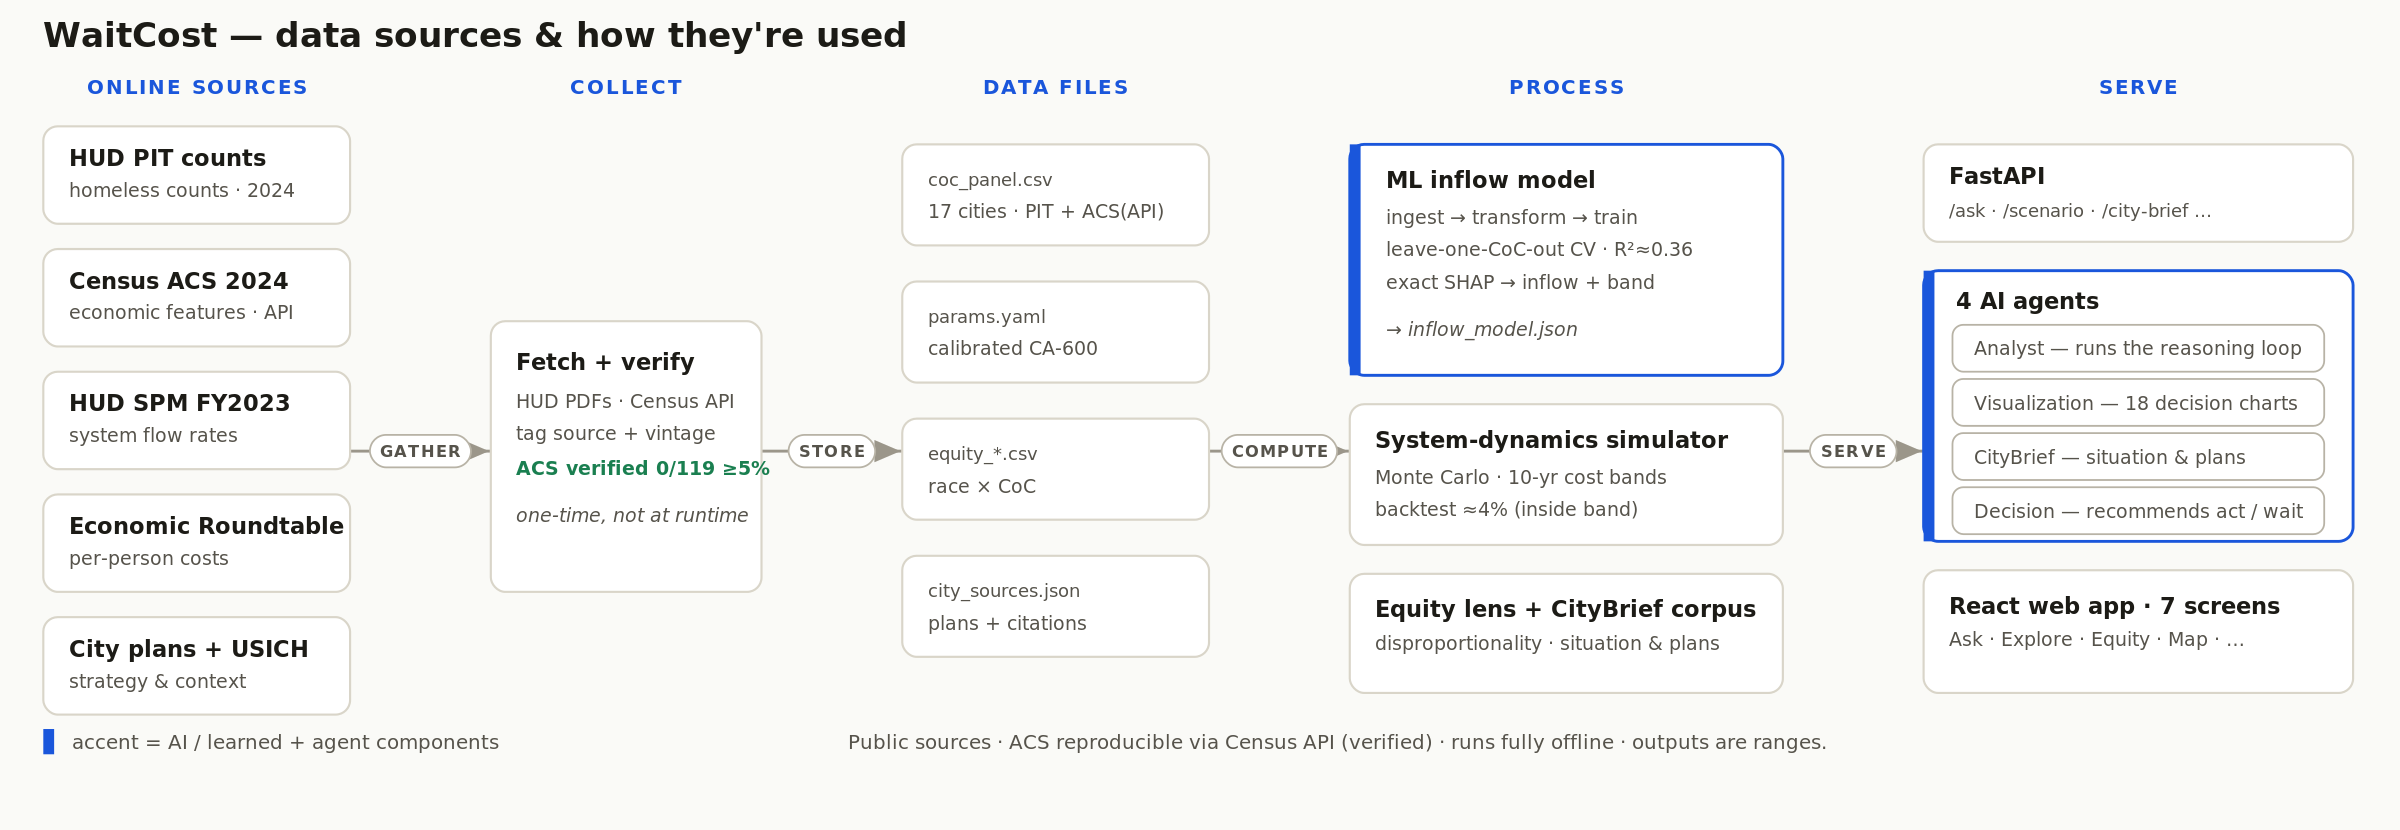 WaitCost — data sources & how they're used
ONLINE SOURCES
HUD PIT counts
homeless counts · 2024
Census ACS 2024
economic features · API
HUD SPM FY2023
system flow rates
Economic Roundtable
per-person costs
City plans + USICH
strategy & context
GATHER
COLLECT
Fetch + verify
HUD PDFs · Census API
tag source + vintage
ACS verified 0/119 ≥5%
one-time, not at runtime
STORE
DATA FILES
coc_panel.csv
17 cities · PIT + ACS(API)
params.yaml
calibrated CA-600
equity_*.csv
race × CoC
city_sources.json
plans + citations
COMPUTE
PROCESS
ML inflow model
ingest → transform → train
leave-one-CoC-out CV · R²≈0.36
exact SHAP → inflow + band
→ inflow_model.json
System-dynamics simulator
Monte Carlo · 10-yr cost bands
backtest ≈4% (inside band)
Equity lens + CityBrief corpus
disproportionality · situation & plans
SERVE
SERVE
FastAPI
/ask · /scenario · /city-brief …
4 AI agents
Analyst — runs the reasoning loop
Visualization — 18 decision charts
CityBrief — situation & plans
Decision — recommends act / wait
React web app · 7 screens
Ask · Explore · Equity · Map · …
accent = AI / learned + agent components
Public sources · ACS reproducible via Census API (verified) · runs fully offline · outputs are ranges.